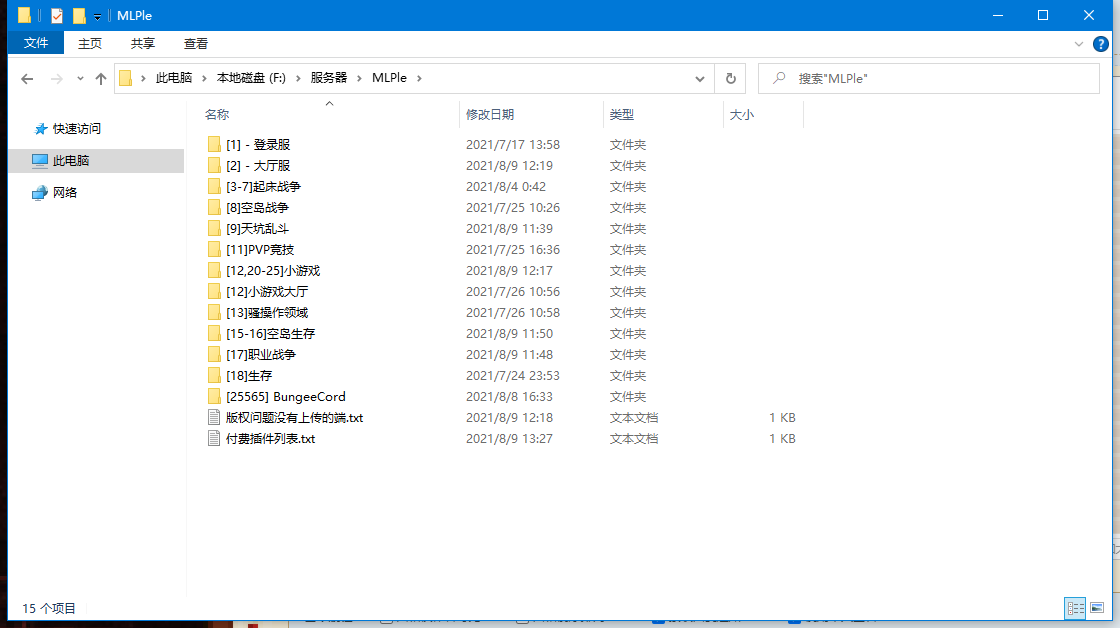 MLPle
文件 主页 共享 查看
此电脑 本地磁盘 (F:) 服务器 MLPle
搜索"MLPle"
快速访问
此电脑
网络
名称 修改日期 类型 大小
[1] - 登录服 2021/7/17 13:58 文件夹
[2] - 大厅服 2021/8/9 12:19 文件夹
[3-7]起床战争 2021/8/4 0:42 文件夹
[8]空岛战争 2021/7/25 10:26 文件夹
[9]天坑乱斗 2021/8/9 11:39 文件夹
[11]PVP竞技 2021/7/25 16:36 文件夹
[12,20-25]小游戏 2021/8/9 12:17 文件夹
[12]小游戏大厅 2021/7/26 10:56 文件夹
[13]骚操作领域 2021/7/26 10:58 文件夹
[15-16]空岛生存 2021/8/9 11:50 文件夹
[17]职业战争 2021/8/9 11:48 文件夹
[18]生存 2021/7/24 23:53 文件夹
[25565] BungeeCord 2021/8/8 16:33 文件夹
版权问题没有上传的端.txt 2021/8/9 12:18 文本文档 1 KB
付费插件列表.txt 2021/8/9 13:27 文本文档 1 KB
15 个项目